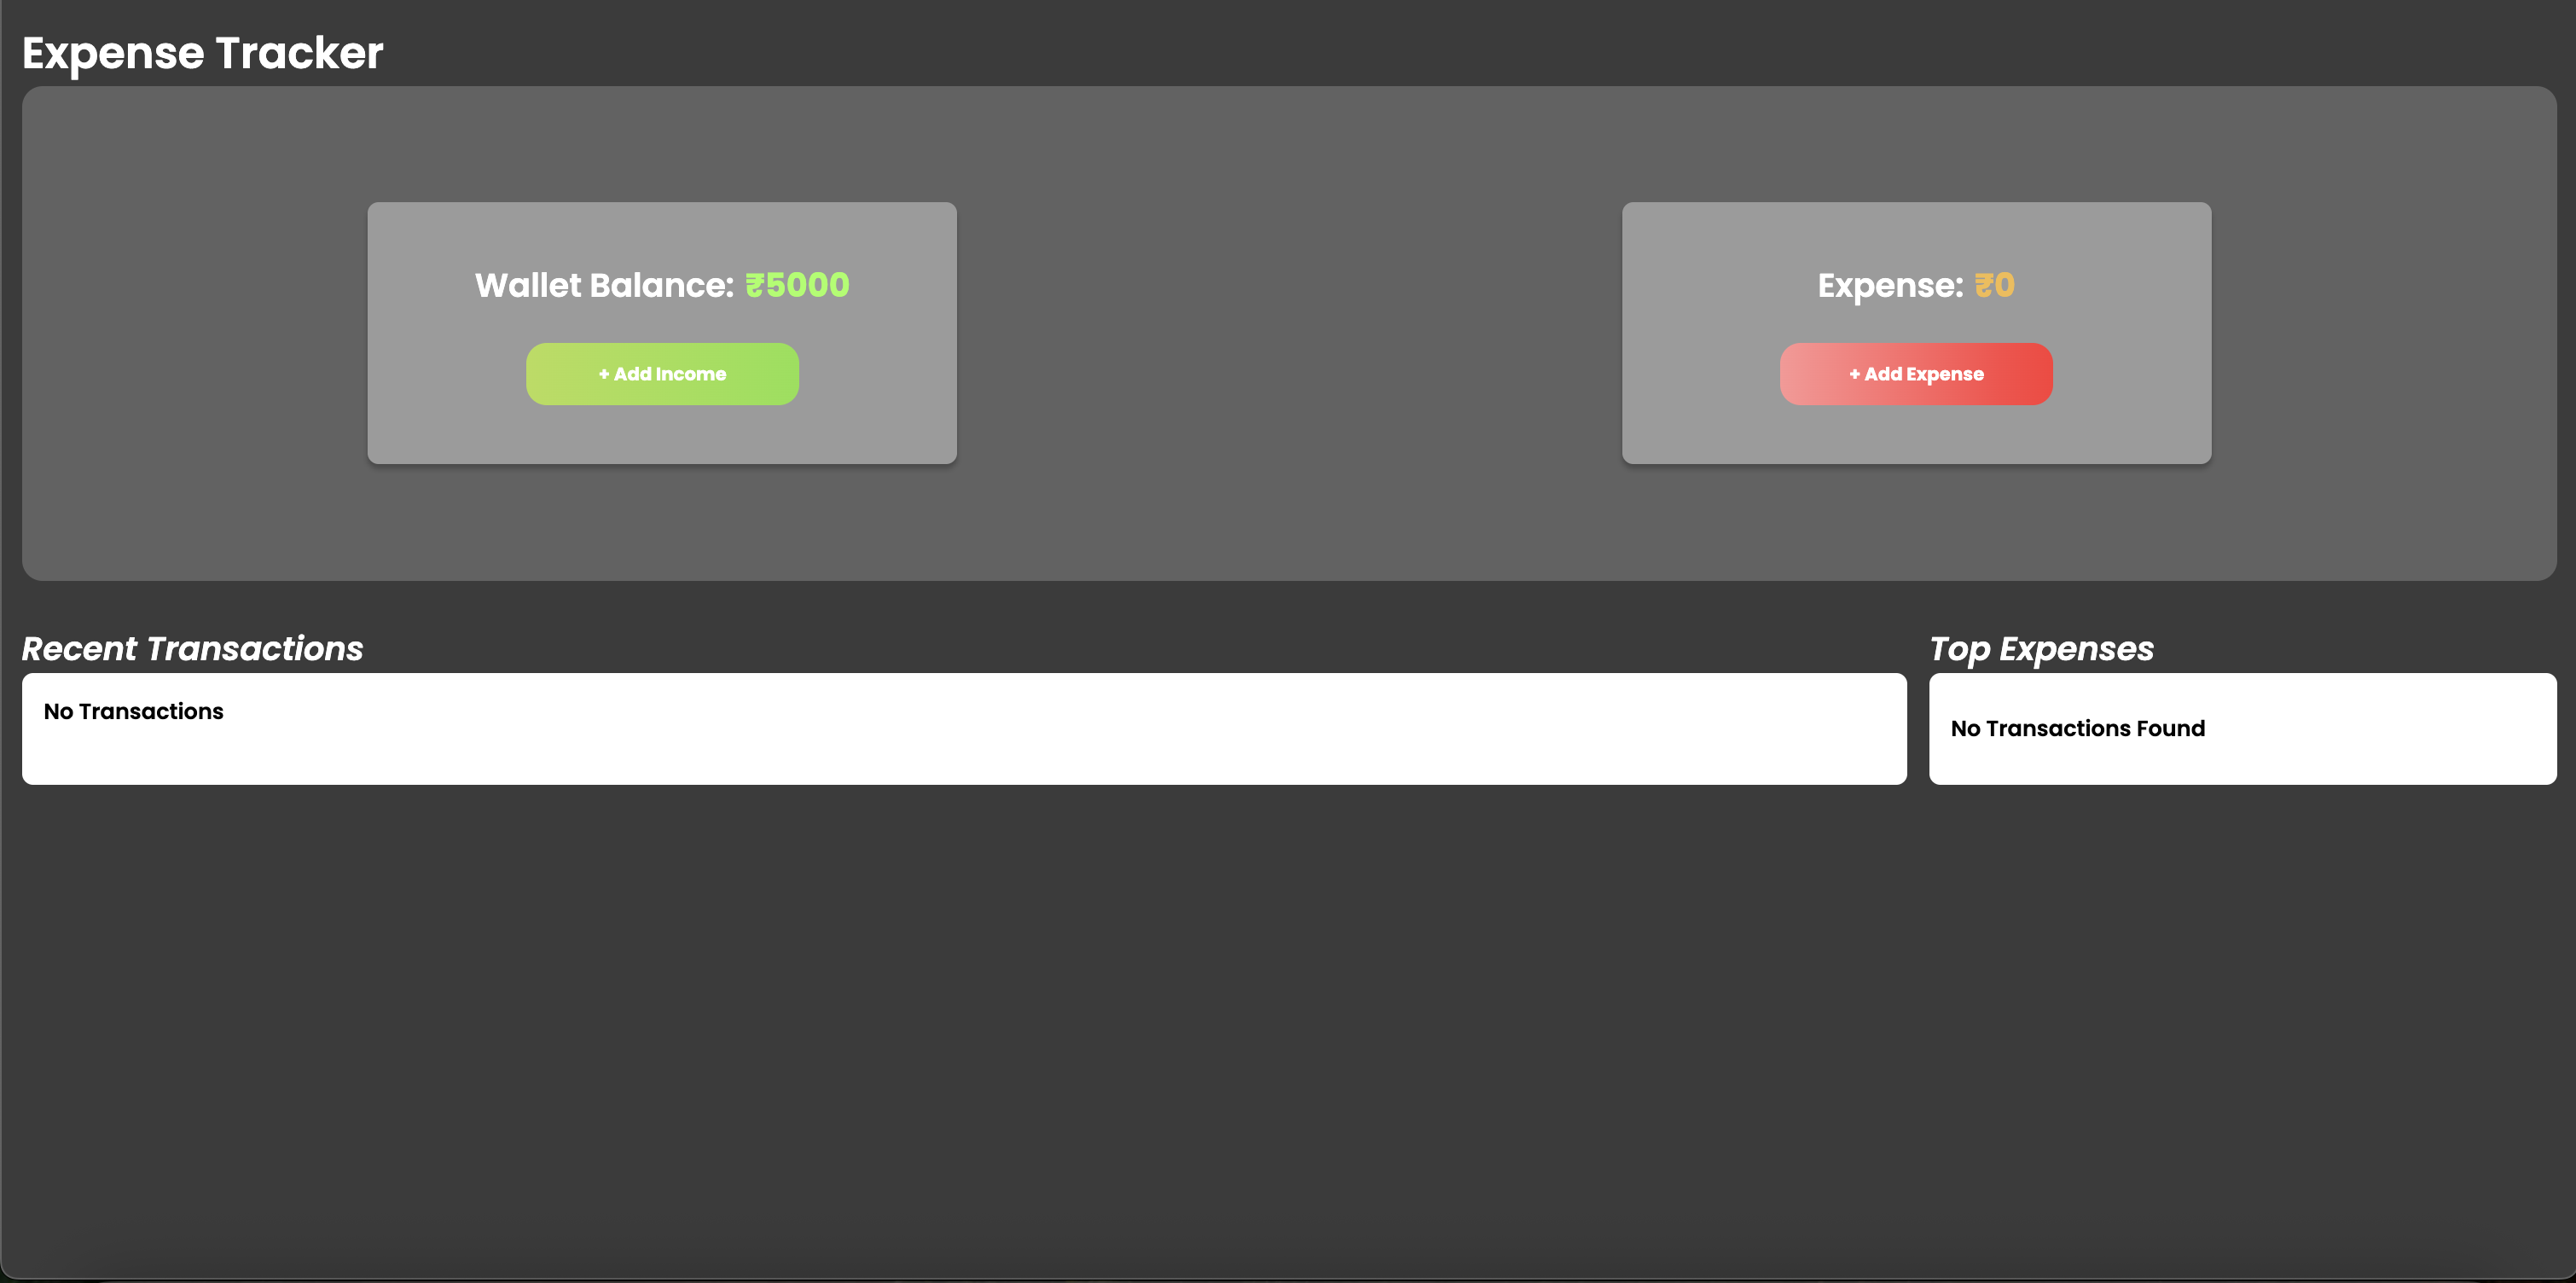 Expense Tracker
Wallet Balance: ₹5000
+ Add Income
Expense: ₹0
+ Add Expense
Recent Transactions
No Transactions
Top Expenses
No Transactions Found